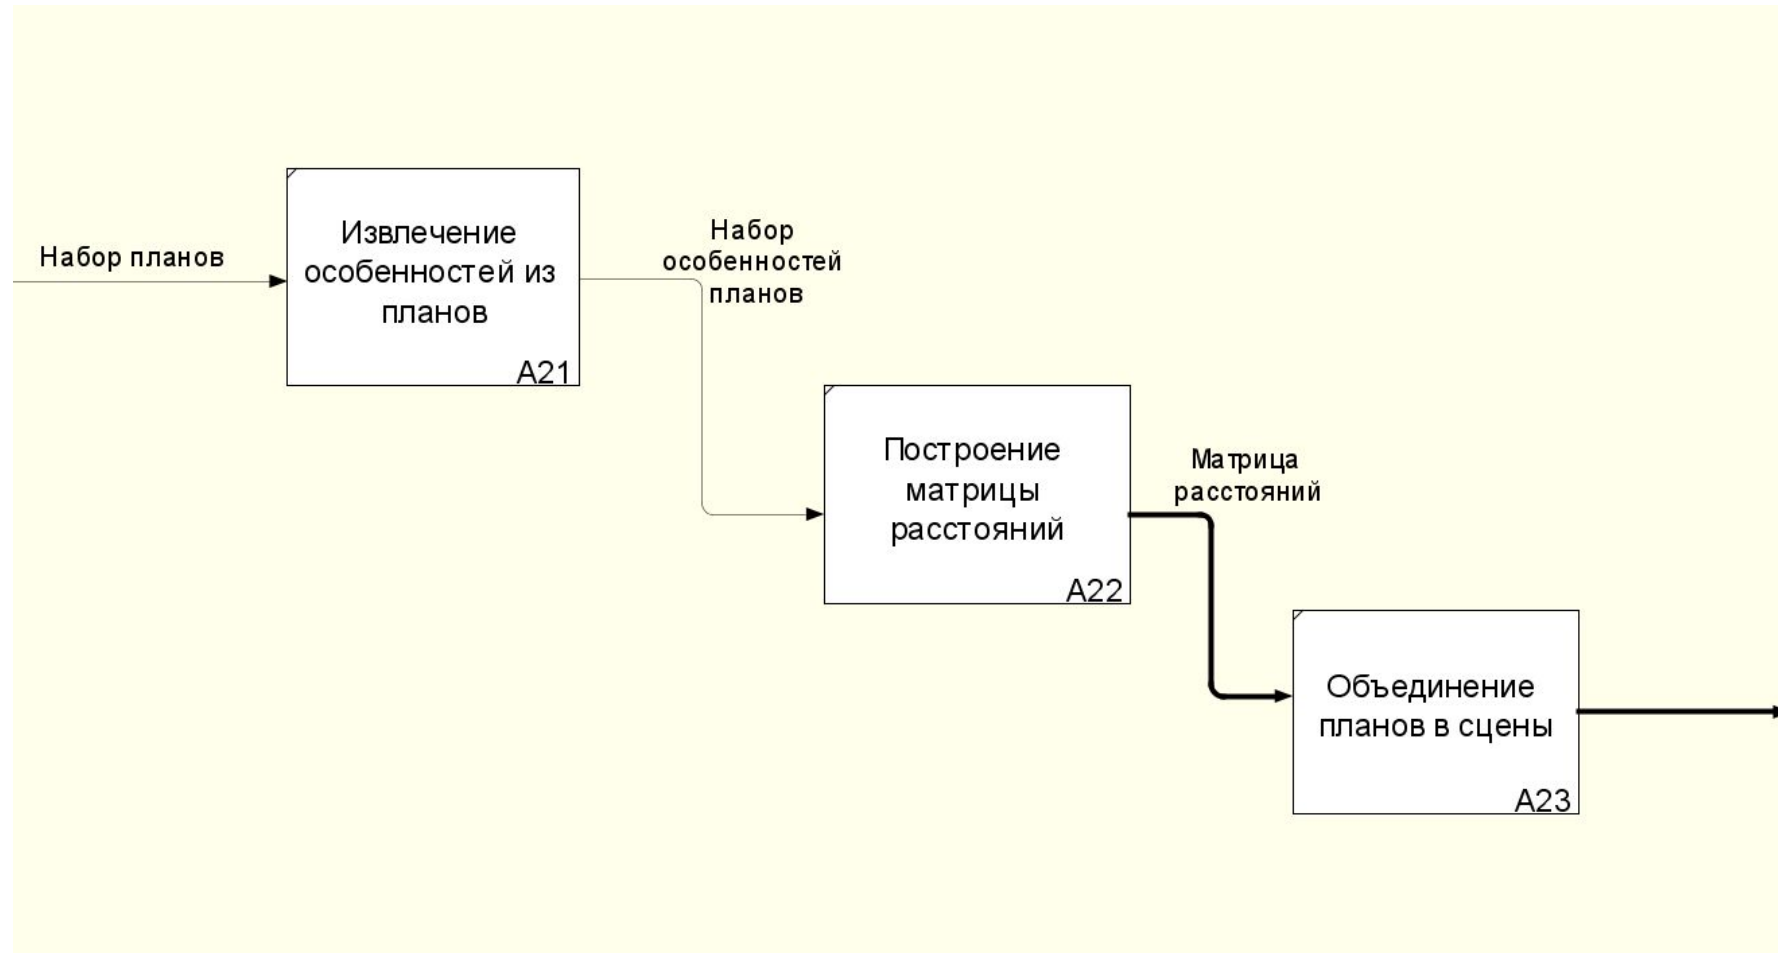 Набор планов
Извлечение
особенностей из
планов
A21
Набор
особенностей
планов
Построение
матрицы
расстояний
A22
Матрица
расстояний
Объединение
планов в сцены
A23